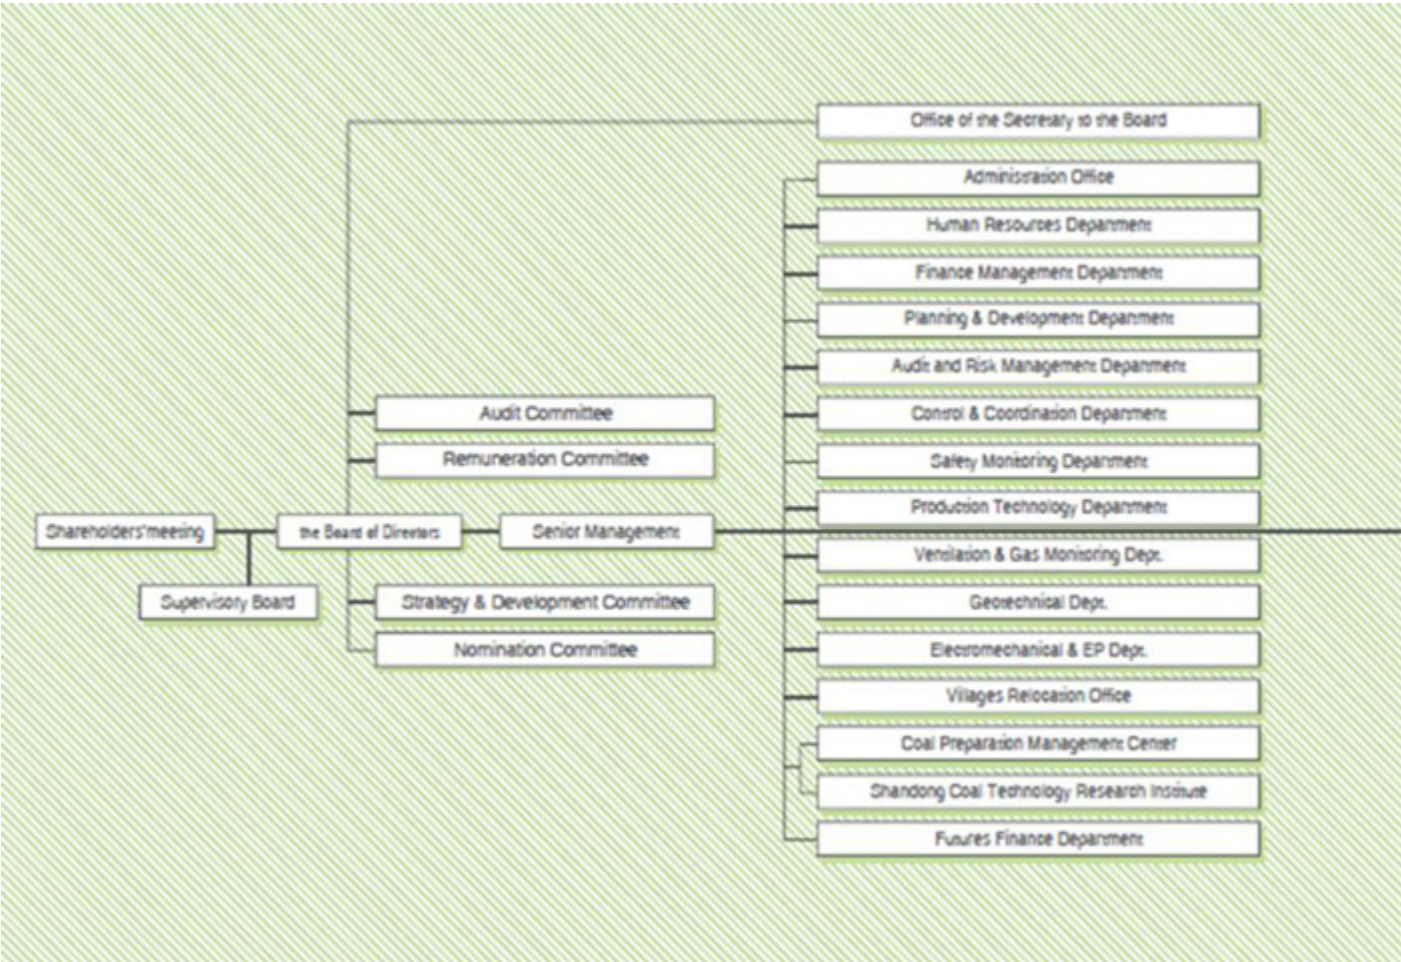 Office of the Secretary to the Board
Administration Office
Human Resources Department
Finance Management Department
Planning & Development Department
Audit and Risk Management Department
Audit Committee
Control & Coordination Department
Remuneration Committee
Safety Monitoring Department
Production Technology Department
Shareholders'meeting
the Board of Directors
Senior Management
Ventilation & Gas Monitoring Dept.
Supervisory Board
Strategy & Development Committee
Geotechnical Dept.
Nomination Committee
Electromechanical & EP Dept.
Villages Relocation Office
Coal Preparation Management Center
Shandong Coal Technology Research Institute
Futures Finance Department